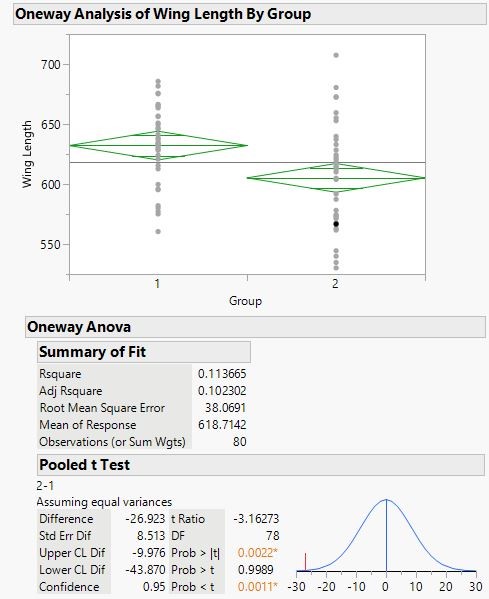 Oneway Analysis of Wing Length By Group
700
650
600
550
Wing Length
1 2
Group
Oneway Anova
Summary of Fit
Rsquare 0.113665
Adj Rsquare 0.102302
Root Mean Square Error 38.0691
Mean of Response 618.7142
Observations (or Sum Wgts) 80
Pooled t Test
2-1
Assuming equal variances
Difference -26.923 t Ratio -3.16273
Std Err Dif 8.513 DF 78
Upper CL Dif -9.976 Prob > |t| 0.0022*
Lower CL Dif -43.870 Prob > t 0.9989
Confidence 0.95 Prob < t 0.0011*
-30 -20 -10 0 10 20 30